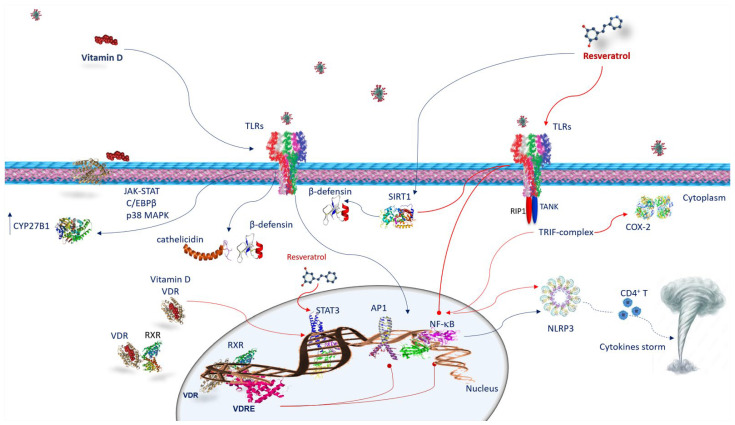 Vitamin D
Resveratrol
TLRs
TLRs
JAK-STAT
C/EBPβ
p38 MAPK
CYP27B1
β-defensin
SIRT1
RIP1
TANK
Cytoplasm
TRIF-complex
COX-2
cathelicidin
β-defensin
Resveratrol
Vitamin D
VDR
STAT3
AP1
NF-κB
NLRP3
CD4⁺ T
Cytokines storm
VDR
RXR
RXR
VDR
VDRE
Nucleus